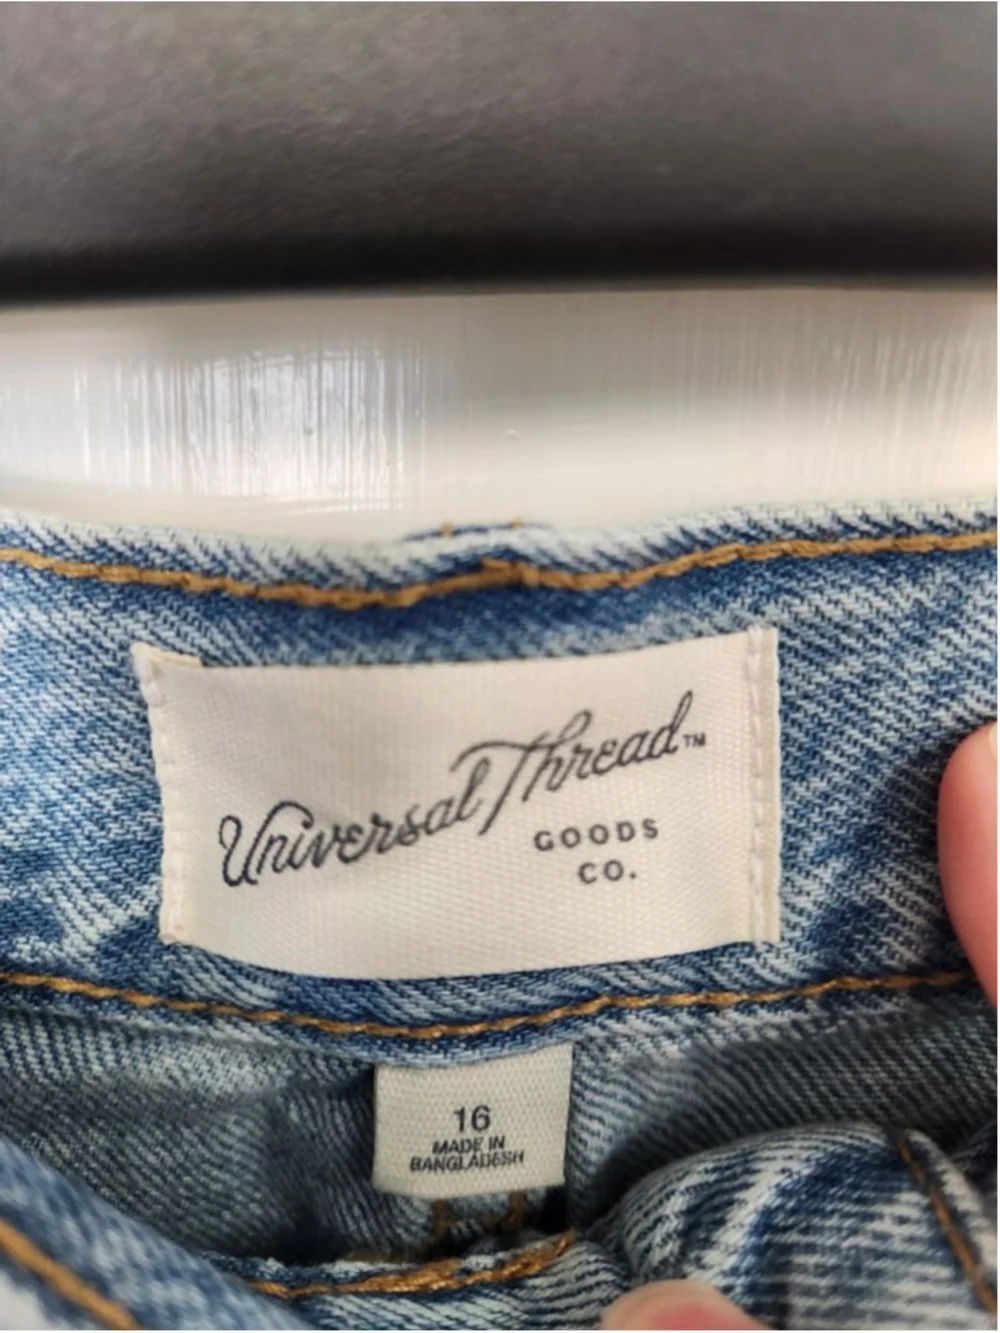 Universal Thread™
GOODS
CO.
16
MADE IN
BANGLADESH